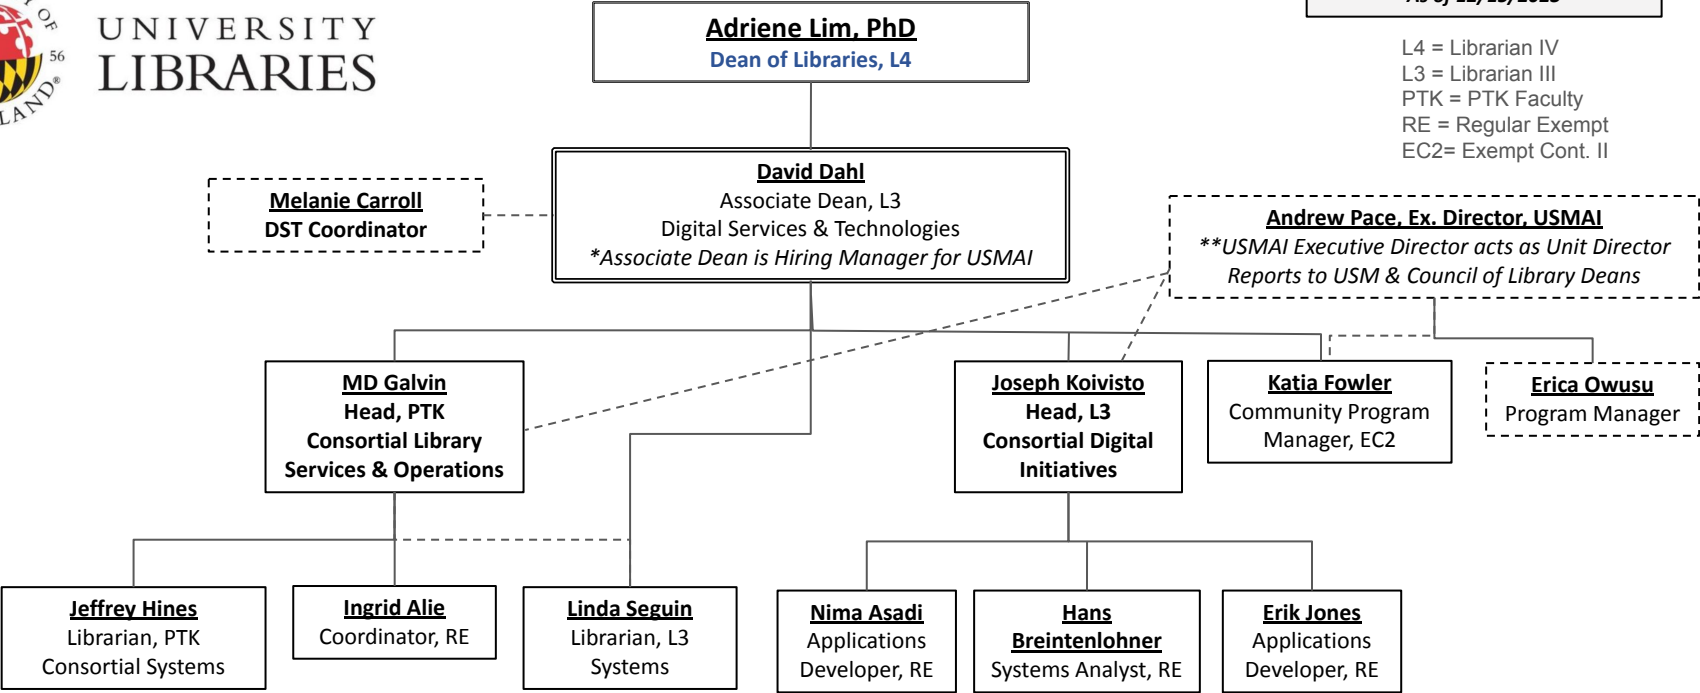 UNIVERSITY
LIBRARIES
56
Adriene Lim, PhD
Dean of Libraries, L4
L4 = Librarian IV
L3 = Librarian III
PTK = PTK Faculty
RE = Regular Exempt
EC2= Exempt Cont. II
Melanie Carroll
DST Coordinator
David Dahl
Associate Dean, L3
Digital Services & Technologies
*Associate Dean is Hiring Manager for USMAI
Andrew Pace, Ex. Director, USMAI
**USMAI Executive Director acts as Unit Director
Reports to USM & Council of Library Deans
MD Galvin
Head, PTK
Consortial Library
Services & Operations
Joseph Koivisto
Head, L3
Consortial Digital
Initiatives
Katia Fowler
Community Program
Manager, EC2
Erica Owusu
Program Manager
Jeffrey Hines
Librarian, PTK
Consortial Systems
Ingrid Alie
Coordinator, RE
Linda Seguin
Librarian, L3
Systems
Nima Asadi
Applications
Developer, RE
Hans
Breintenlohner
Systems Analyst, RE
Erik Jones
Applications
Developer, RE